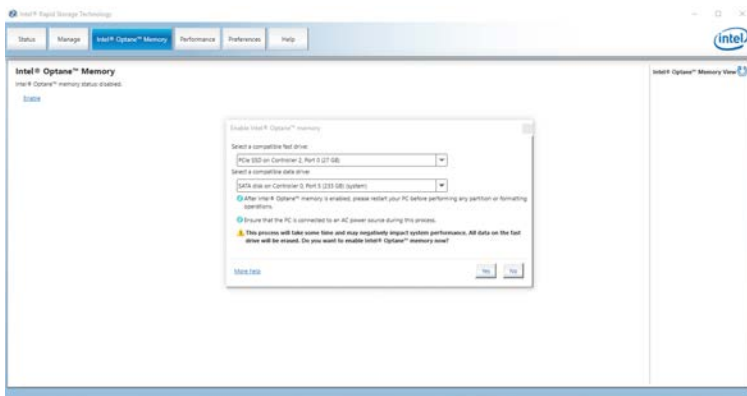 Intel® Rapid Storage Technology
Status Manage Intel® Optane™ Memory Performance Preferences Help
intel
Intel® Optane™ Memory
Intel® Optane™ memory status: disabled.
Enable
Intel® Optane™ Memory View
Enable Intel® Optane™ memory
Select a compatible fast drive:
PCIe SSD on Controller 2, Port 0 (27 GB)
Select a compatible data drive:
SATA disk on Controller 0, Port 5 (233 GB) (system)
After Intel® Optane™ memory is enabled, please restart your PC before performing any partition or formatting
operations.
Ensure that the PC is connected to an AC power source during this process.
This process will take some time and may negatively impact system performance. All data on the fast
drive will be erased. Do you want to enable Intel® Optane™ memory now?
More help
Yes No